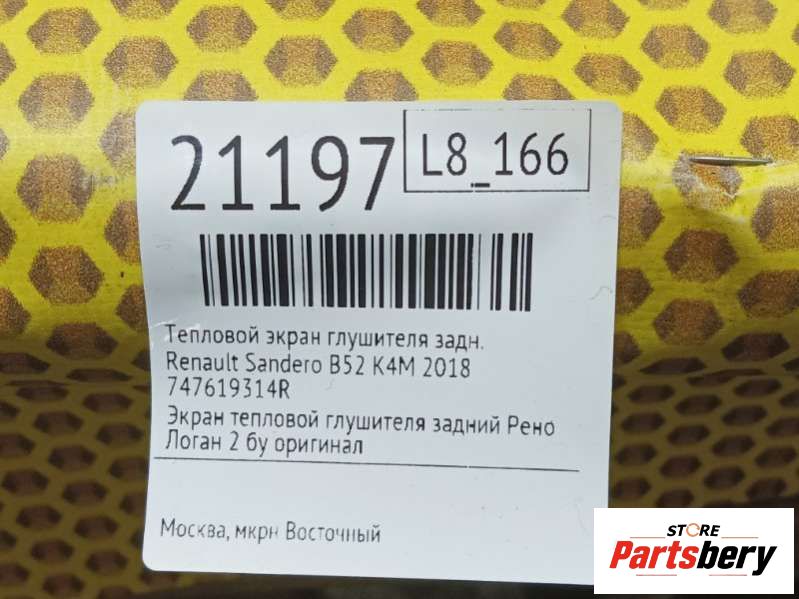 21197
L8_166
Тепловой экран глушителя задн.
Renault Sandero B52 K4M 2018
747619314R
Экран тепловой глушителя задний Рено
Логан 2 бу оригинал
Москва, мкрн Восточный
STORE
Partsbery